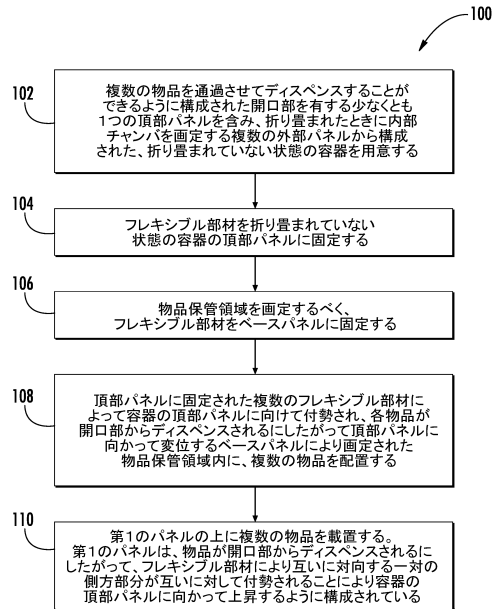 100
102
複数の物品を通過させてディスペンスすることが
できるように構成された開口部を有する少なくとも
1つの頂部パネルを含み、折り畳まれたときに内部
チャンバを画定する複数の外部パネルから構成
された、折り畳まれていない状態の容器を用意する
104
フレキシブル部材を折り畳まれていない
状態の容器の頂部パネルに固定する
106
物品保管領域を画定するべく、
フレキシブル部材をベースパネルに固定する
108
頂部パネルに固定された複数のフレキシブル部材に
よって容器の頂部パネルに向けて付勢され、各物品が
開口部からディスペンスされるにしたがって頂部パネルに
向かって変位するベースパネルにより画定された
物品保管領域内に、複数の物品を配置する
110
第1のパネルの上に複数の物品を載置する。
第1のパネルは、物品が開口部からディスペンスされるに
したがって、フレキシブル部材により互いに対向する一対の
側方部分が互いに対して付勢されることにより容器の
頂部パネルに向かって上昇するように構成されている